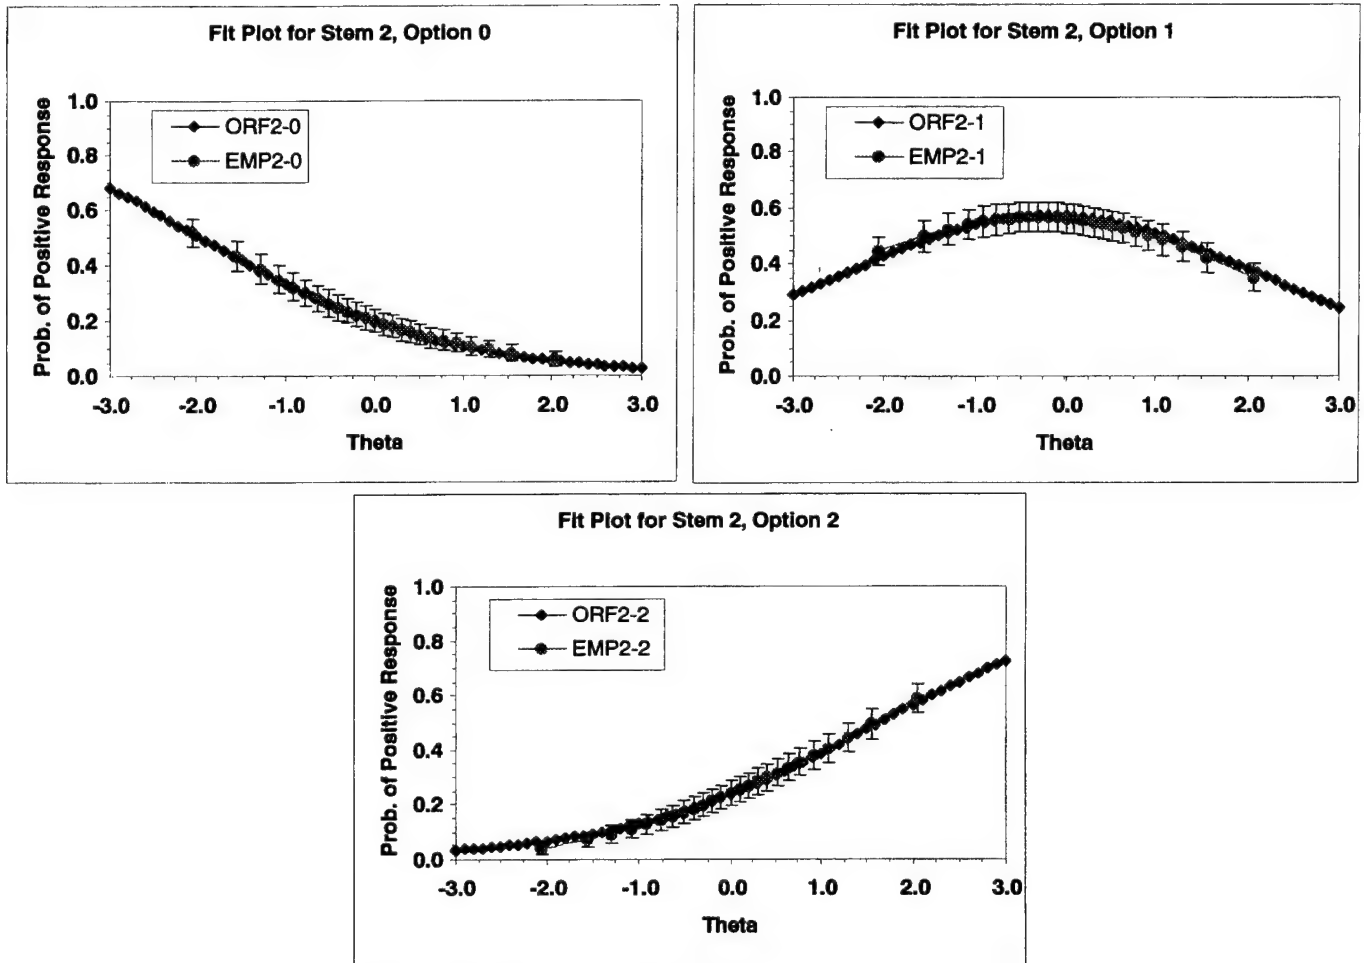 Fit Plot for Stem 2, Option 0
Prob. of Positive Response
1.0
0.8
0.6
0.4
0.2
0.0
ORF2-0
EMP2-0
-3.0 -2.0 -1.0 0.0 1.0 2.0 3.0
Theta
Fit Plot for Stem 2, Option 1
Prob. of Positive Response
1.0
0.8
0.6
0.4
0.2
0.0
ORF2-1
EMP2-1
-3.0 -2.0 -1.0 0.0 1.0 2.0 3.0
Theta
Fit Plot for Stem 2, Option 2
Prob. of Positive Response
1.0
0.8
0.6
0.4
0.2
0.0
ORF2-2
EMP2-2
-3.0 -2.0 -1.0 0.0 1.0 2.0 3.0
Theta